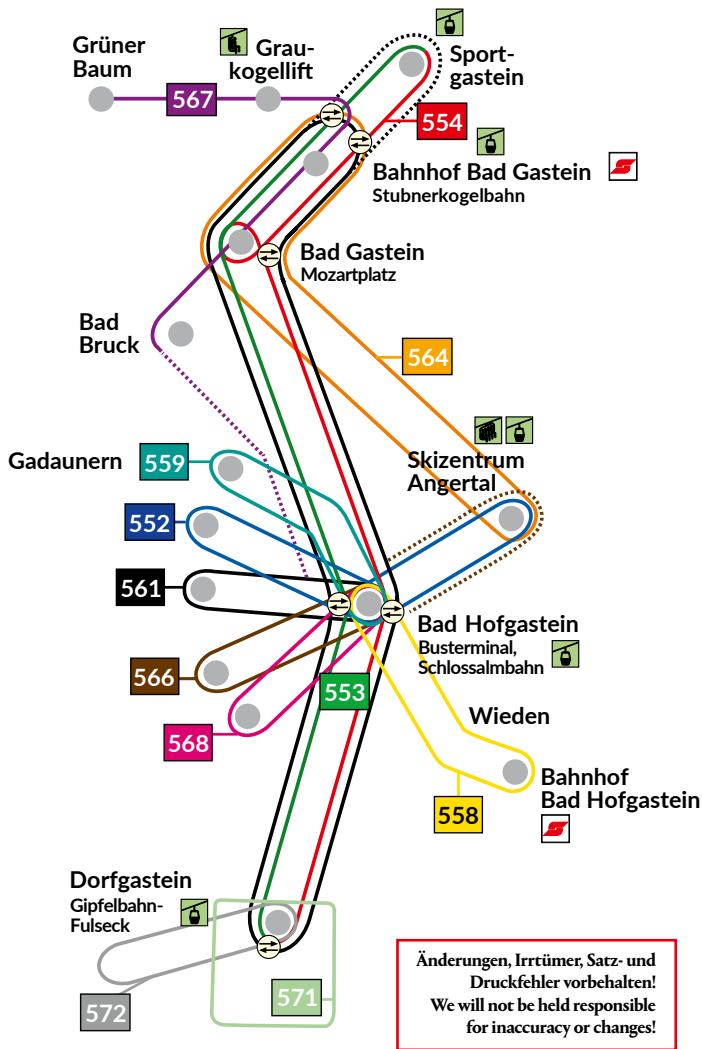 Grüner
Baum
Grau-
kogellift
Sport-
gastein
567
554
Bahnhof Bad Gastein
Stubnerkogelbahn
Bad Gastein
Mozartplatz
Bad
Bruck
564
Gadaunern
559
Skizentrum
Angertal
552
561
Bad Hofgastein
Busterminal,
Schlossalmbahn
566
553
568
Wieden
Bahnhof
Bad Hofgastein
558
Dorfgastein
Gipfelbahn-
Fulseck
571
572
Änderungen, Irrtümer, Satz- und
Druckfehler vorbehalten!
We will not be held responsible
for inaccuracy or changes!